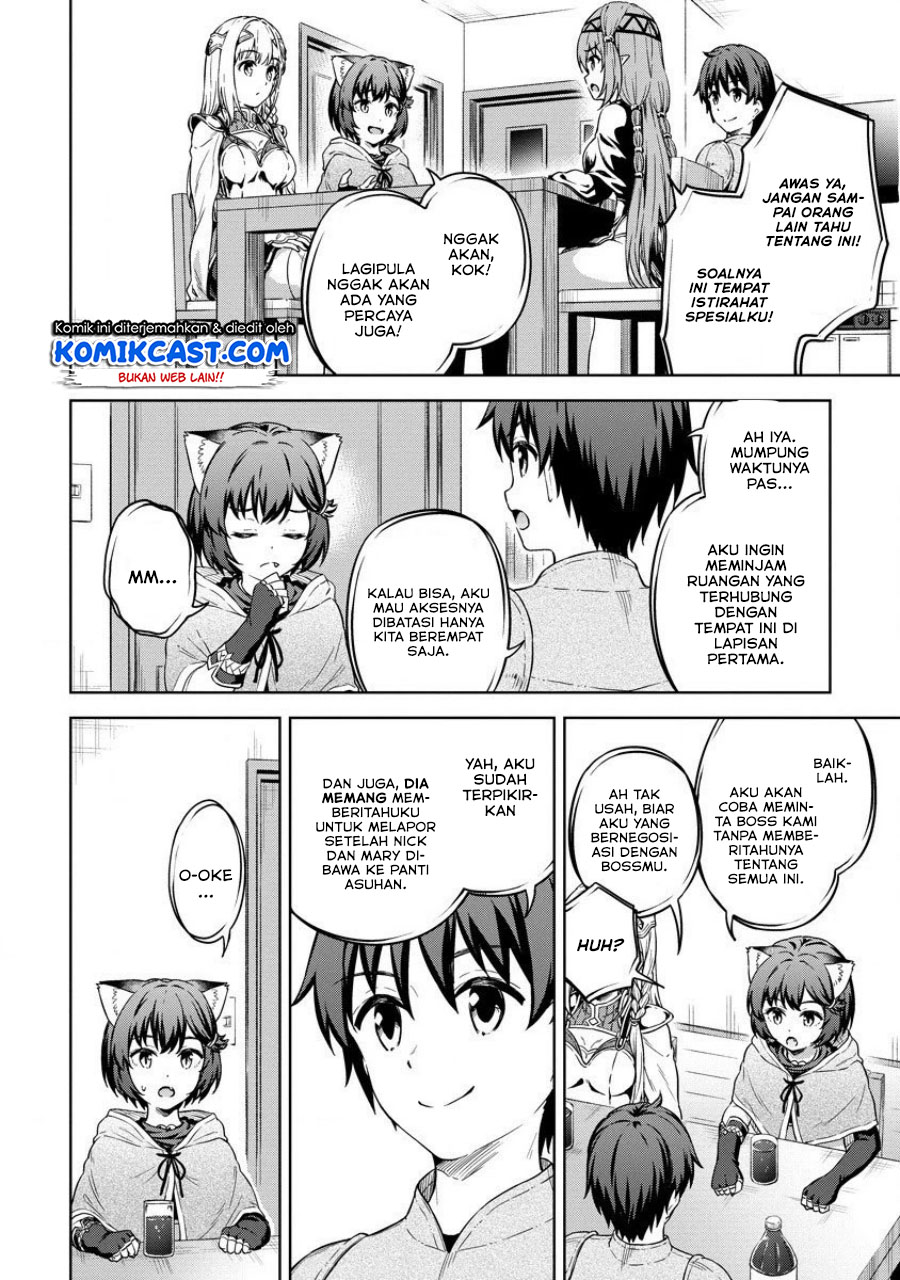 AWAS YA,
JANGAN SAM-
PAI ORANG
LAIN TAHU
TENTANG INI!
SOALNYA
INI TEMPAT
ISTIRAHAT
SPESIALKU!
NGGAK
AKAN,
KOK!
LAGIPULA
NGGAK AKAN
ADA YANG
PERCAYA
JUGA!
Komik ini diterjemahkan & diedit oleh
KOMIKCAST.COM
BUKAN WEB LAIN!!
AH IYA.
MUMPUNG
WAKTUNYA
PAS...
AKU INGIN
MEMINJAM
RUANGAN YANG
TERHUBUNG
DENGAN
TEMPAT INI DI
LAPISAN
PERTAMA.
KALAU BISA, AKU
MAU AKSESNYA
DIBATASI HANYA
KITA BEREMPAT
SAJA.
MM...
BAIK-
LAH.
AKU AKAN
COBA MEMIN-
TA BOSS KAMI
TANPA MEMBE-
RITAHUNYA
TENTANG
SEMUA INI.
AH TAK
USAH, BIAR
AKU YANG
BERNEGOSI-
ASI DENGAN
BOSSMU.
HUH?
YAH, AKU
SUDAH
TERPIKIR-
KAN
DAN JUGA, DIA
MEMANG MEM-
BERITAHUKU
UNTUK MELAPOR
SETELAH NICK
DAN MARY DI-
BAWA KE PANTI
ASUHAN.
O-OKE
...